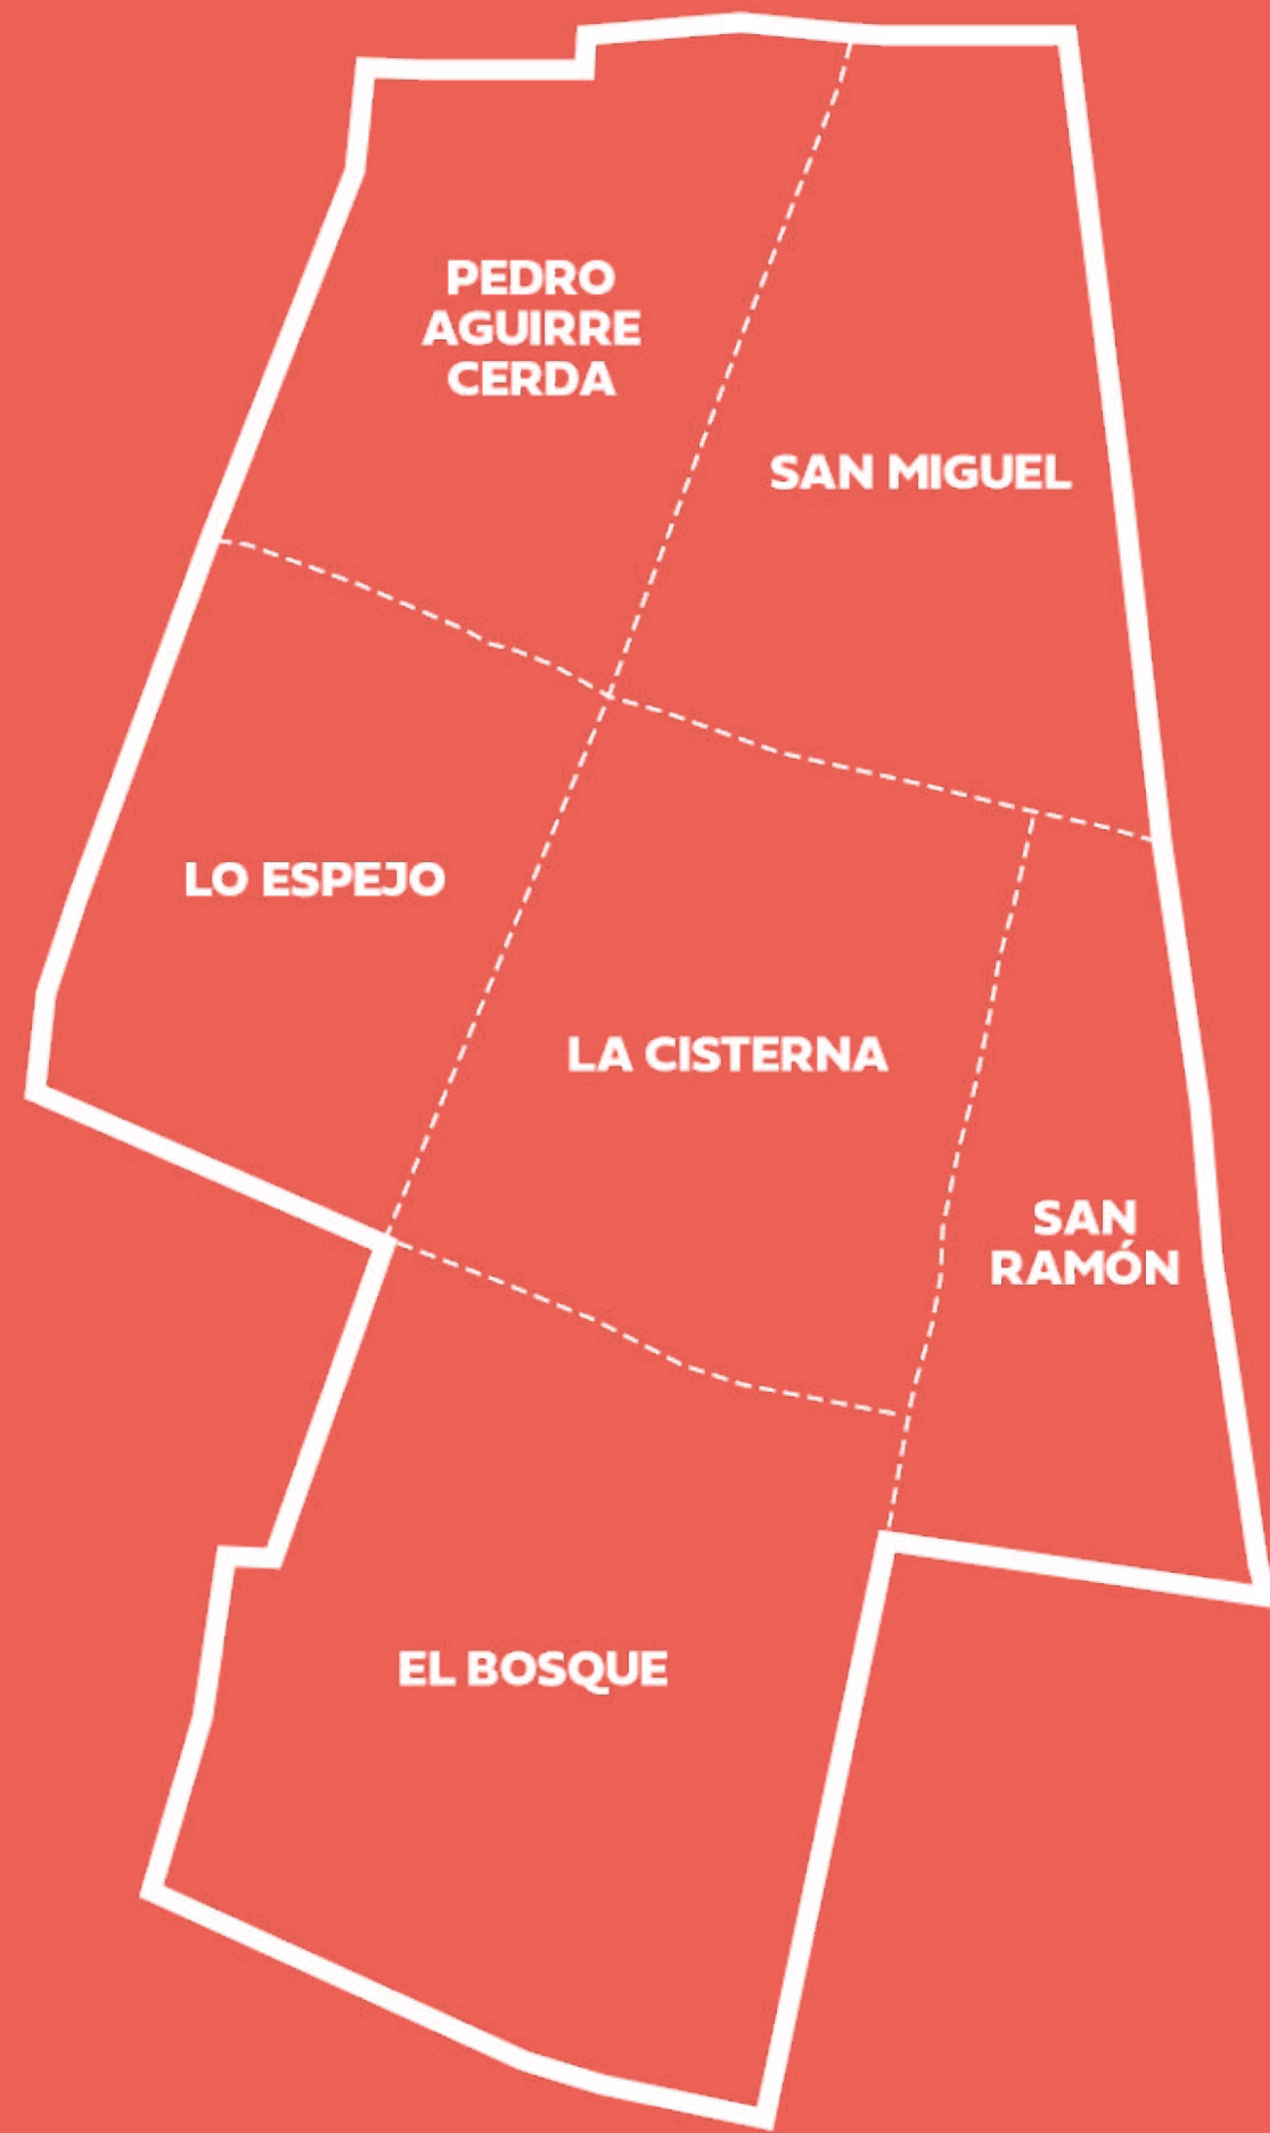 PEDRO
AGUIRRE
CERDA
SAN MIGUEL
LO ESPEJO
LA CISTERNA
SAN
RAMÓN
EL BOSQUE